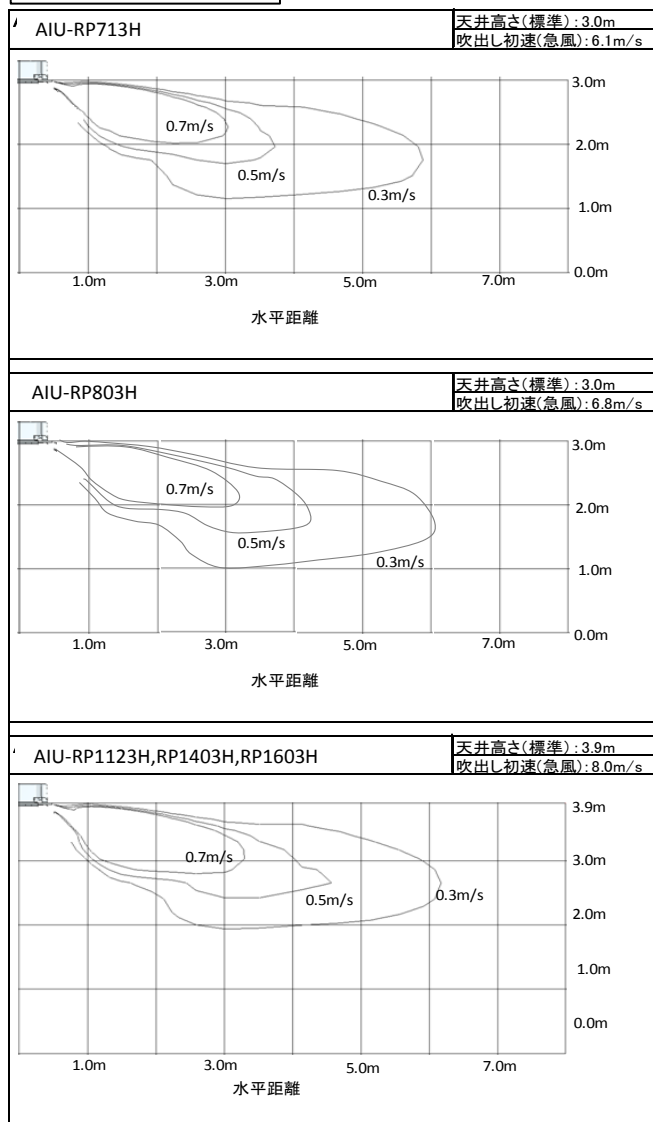 AIU-RP713H
天井高さ(標準):3.0m
吹出し初速(急風):6.1m/s
3.0m
0.7m/s
2.0m
0.5m/s
0.3m/s
1.0m
0.0m
1.0m 3.0m 5.0m 7.0m
水平距離
AIU-RP803H
天井高さ(標準):3.0m
吹出し初速(急風):6.8m/s
3.0m
0.7m/s
2.0m
0.5m/s
0.3m/s
1.0m
0.0m
1.0m 3.0m 5.0m 7.0m
水平距離
AIU-RP1123H,RP1403H,RP1603H
天井高さ(標準):3.9m
吹出し初速(急風):8.0m/s
3.9m
0.7m/s
3.0m
0.5m/s
0.3m/s
2.0m
1.0m
0.0m
1.0m 3.0m 5.0m 7.0m
水平距離